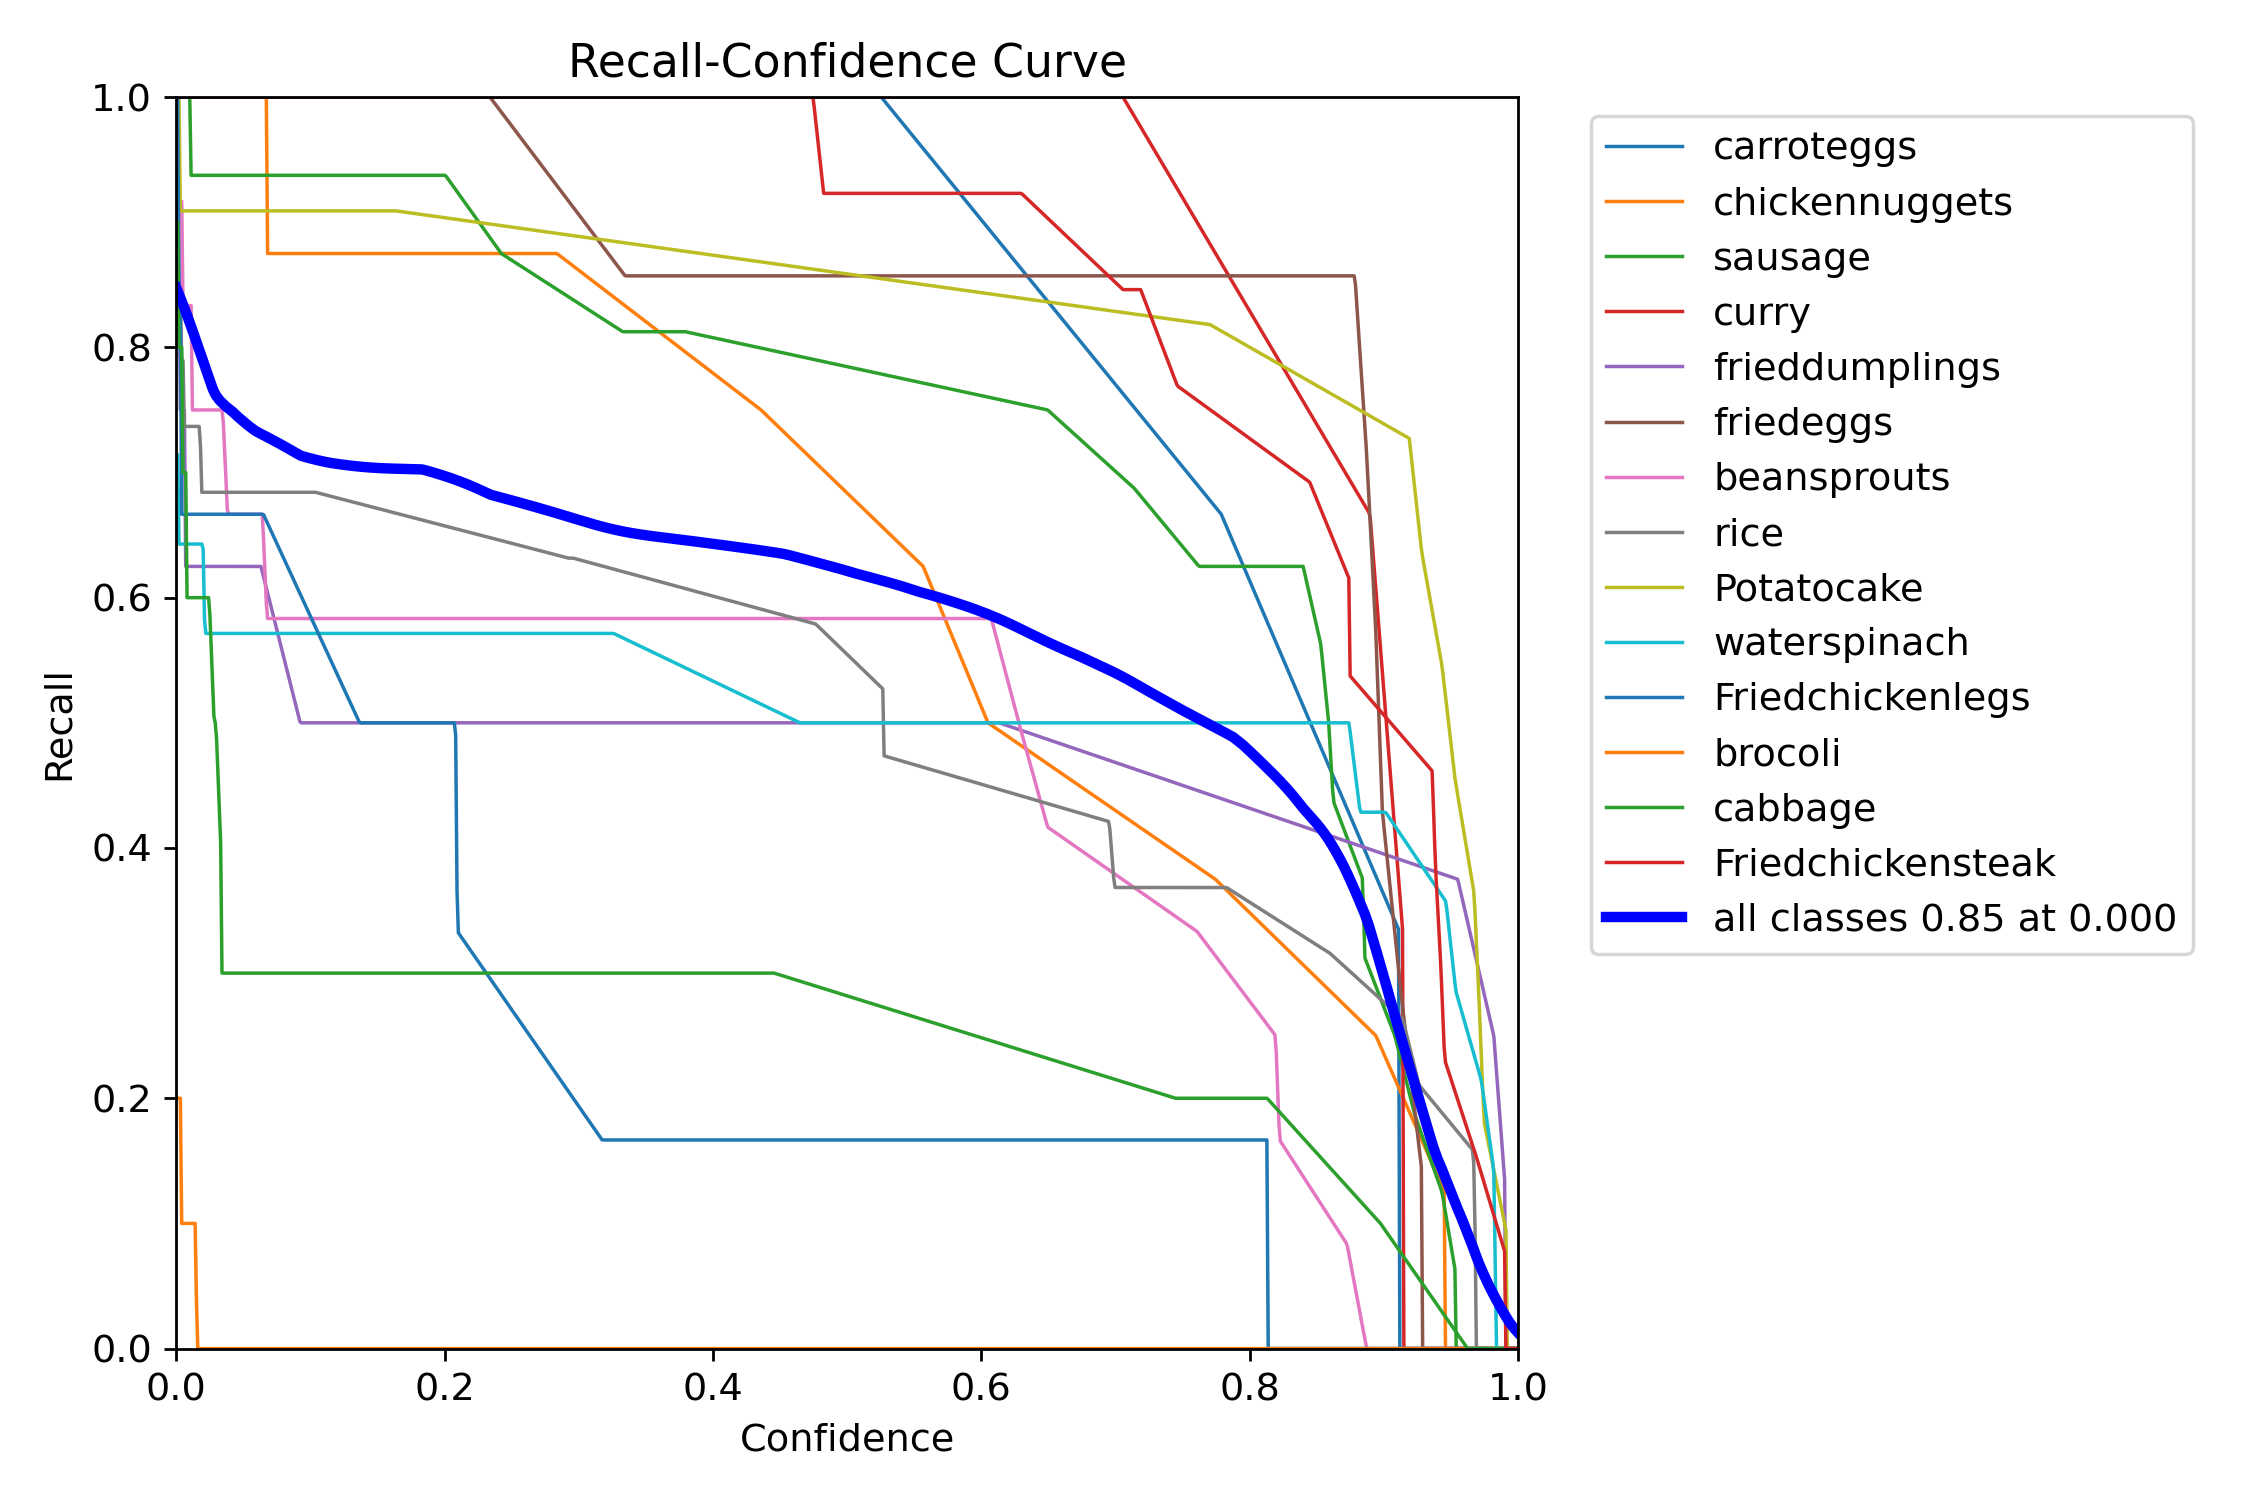 Recall-Confidence Curve
1.0
0.8
0.6
0.4
0.2
0.0
Recall
0.0 0.2 0.4 0.6 0.8 1.0
Confidence
carroteggs
chickennuggets
sausage
curry
frieddumplings
friedeggs
beansprouts
rice
Potatocake
waterspinach
Friedchickenlegs
brocoli
cabbage
Friedchickensteak
all classes 0.85 at 0.000